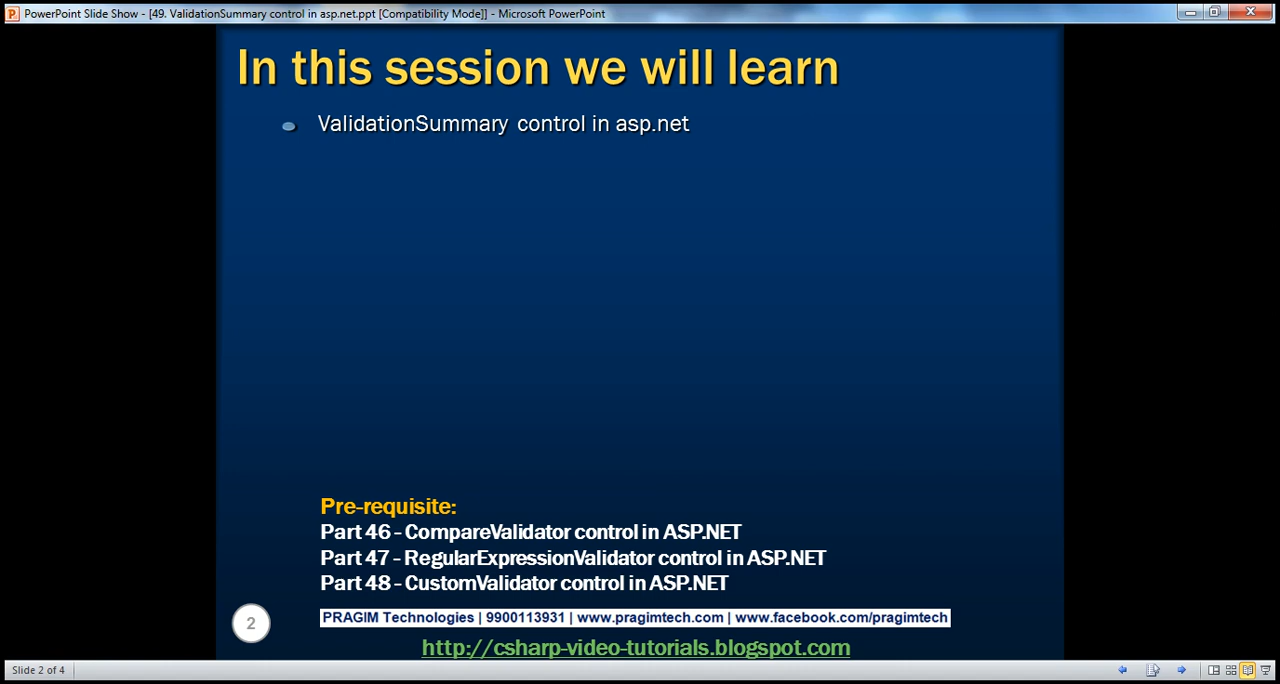 PowerPoint Slide Show - [49. ValidationSummary control in asp.net.ppt [Compatibility Mode]] - Microsoft PowerPoint
In this session we will learn
ValidationSummary control in asp.net
Pre-requisite:
Part 46 - CompareValidator control in ASP.NET
Part 47 - RegularExpressionValidator control in ASP.NET
Part 48 - CustomValidator control in ASP.NET
2
PRAGIM Technologies | 9900113931 | www.pragimtech.com | www.facebook.com/pragimtech
http://csharp-video-tutorials.blogspot.com
Slide 2 of 4